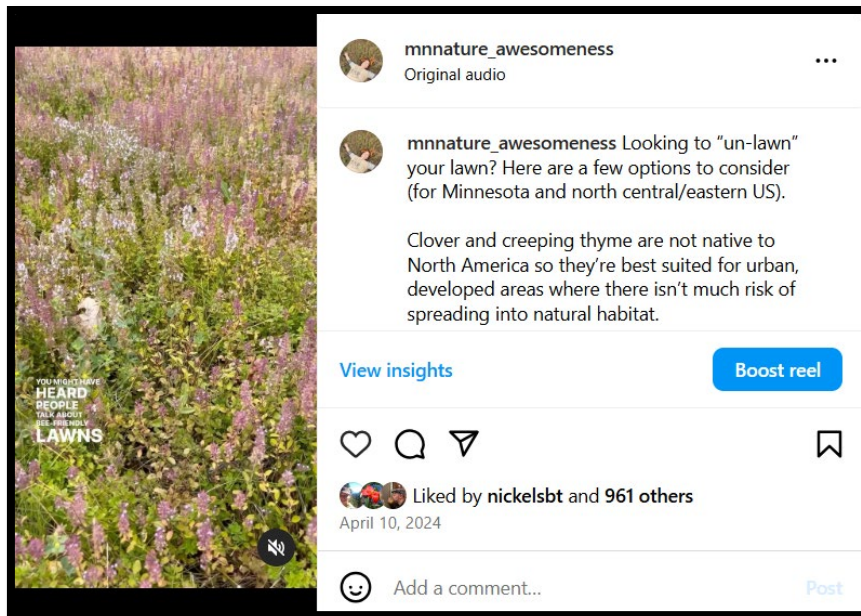 mnnature_awesomeness
Original audio
mnnature_awesomeness Looking to “un-lawn”
your lawn? Here are a few options to consider
(for Minnesota and north central/eastern US).
Clover and creeping thyme are not native to
North America so they’re best suited for urban,
developed areas where there isn’t much risk of
spreading into natural habitat.
YOU MIGHT HAVE
HEARD
PEOPLE
TALK ABOUT
BEE-FRIENDLY
LAWNS
View insights
Boost reel
Liked by nickelsbt and 961 others
April 10, 2024
Add a comment...
Post